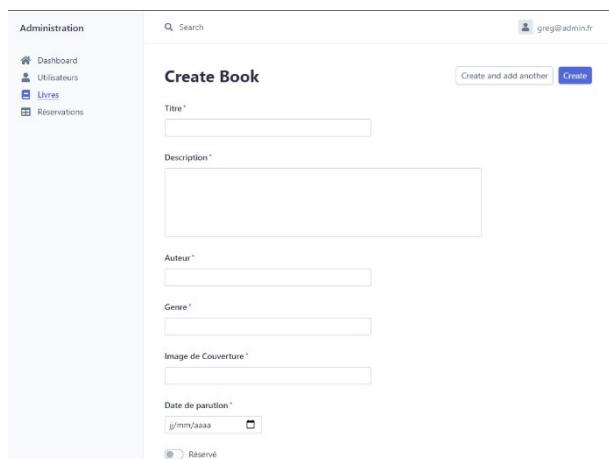 Administration
Search
greg@admin.fr
Dashboard
Utilisateurs
Livres
Réservations
Create Book
Create and add another
Create
Titre *
Description *
Auteur *
Genre *
Image de Couverture *
Date de parution *
jj/mm/aaaa
Réservé